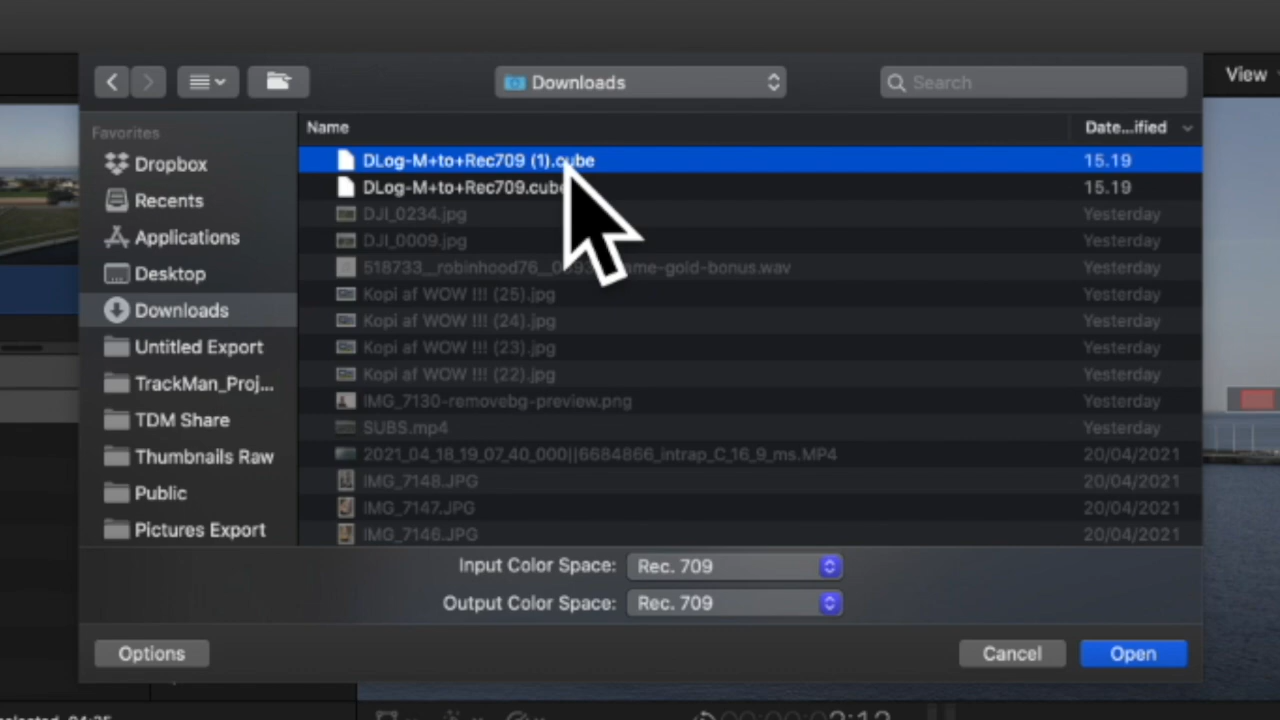 View
Downloads
Search
Favorites
Dropbox
Recents
Applications
Desktop
Downloads
Untitled Export
TrackMan_Proj...
TDM Share
Thumbnails Raw
Public
Pictures Export
Name Date...ified
DLog-M+to+Rec709 (1).cube 15.19
DLog-M+to+Rec709.cube 15.19
DJI_0234.jpg Yesterday
DJI_0009.jpg Yesterday
518733__robinhood76__ me-gold-bonus.wav Yesterday
Kopi af WOW !!! (25).jpg Yesterday
Kopi af WOW !!! (24).jpg Yesterday
Kopi af WOW !!! (23).jpg Yesterday
Kopi af WOW !!! (22).jpg Yesterday
IMG_7130-removebg-preview.png Yesterday
SUBS.mp4 Yesterday
2021_04_18_19_07_40_000||6684866_intrap_C_16_9_ms.MP4 20/04/2021
IMG_7148.JPG 20/04/2021
IMG_7147.JPG 20/04/2021
IMG_7146.JPG 20/04/2021
Input Color Space: Rec. 709
Output Color Space: Rec. 709
Options
Cancel
Open